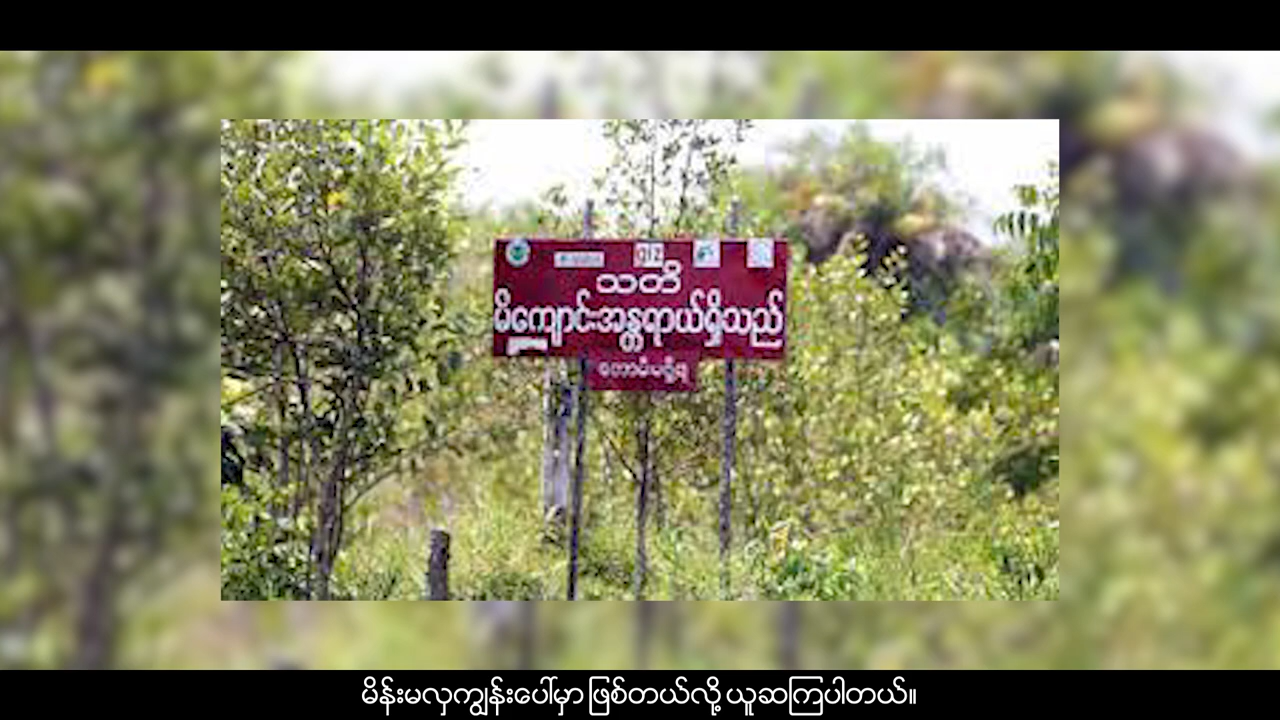 giz
သတိ
မိကျောင်းအန္တရာယ်ရှိသည်
မိန်းမလှကျွန်းပေါ်မှာ ဖြစ်တယ်လို့ ယူဆကြပါတယ်။